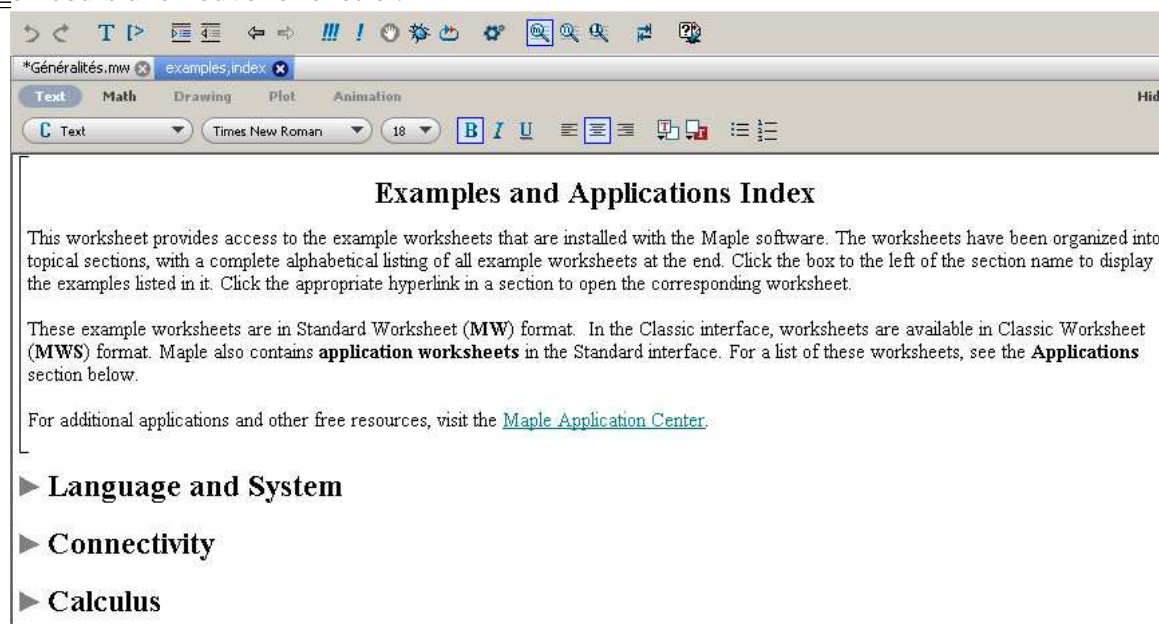 *Généralités.mw examples,index
Text Math Drawing Plot Animation Hid
C Text Times New Roman 18 B I U
Examples and Applications Index
This worksheet provides access to the example worksheets that are installed with the Maple software. The worksheets have been organized into
topical sections, with a complete alphabetical listing of all example worksheets at the end. Click the box to the left of the section name to display
the examples listed in it. Click the appropriate hyperlink in a section to open the corresponding worksheet.
These example worksheets are in Standard Worksheet (MW) format. In the Classic interface, worksheets are available in Classic Worksheet
(MWS) format. Maple also contains application worksheets in the Standard interface. For a list of these worksheets, see the Applications
section below.
For additional applications and other free resources, visit the Maple Application Center.
Language and System
Connectivity
Calculus